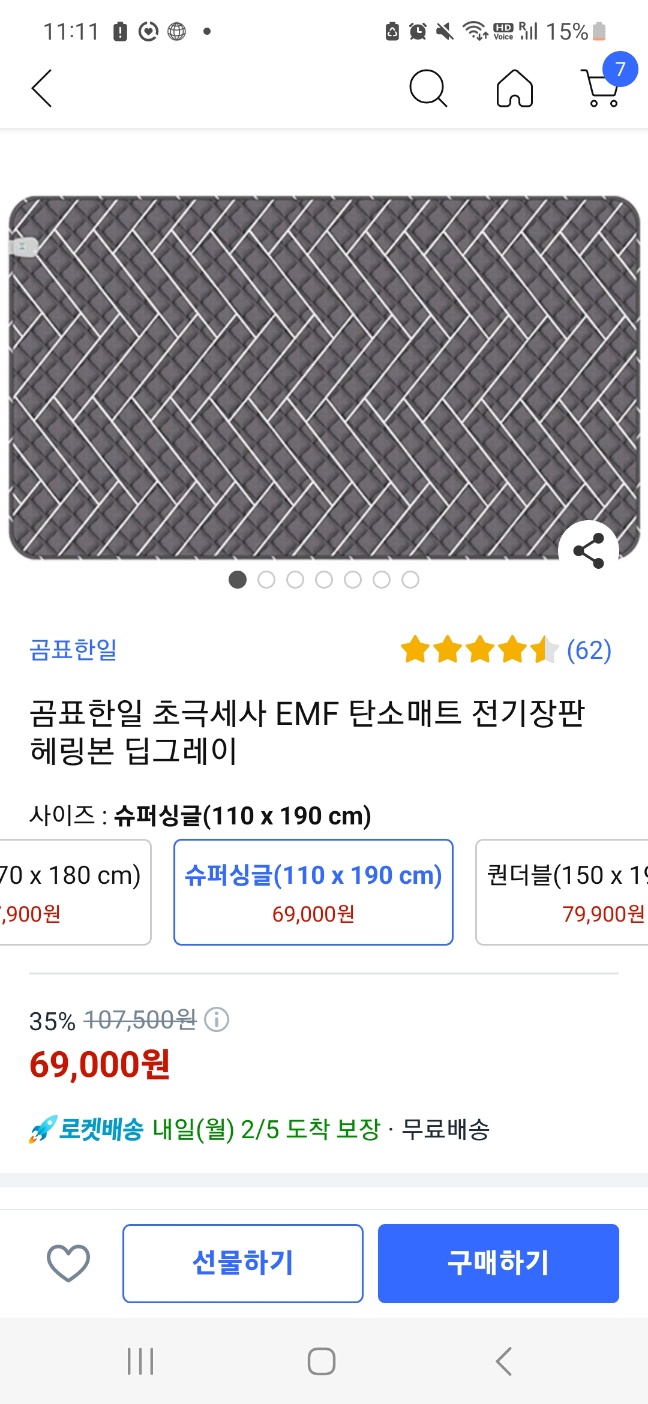 11:11
HD Voice R 15%
7
곰표한일 (62)
곰표한일 초극세사 EMF 탄소매트 전기장판
헤링본 딥그레이
사이즈 : 슈퍼싱글(110 x 190 cm)
70 x 180 cm) 슈퍼싱글(110 x 190 cm) 퀸더블(150 x 19
,900원 69,000원 79,900원
35% 107,500원
69,000원
로켓배송 내일(월) 2/5 도착 보장 · 무료배송
선물하기 구매하기